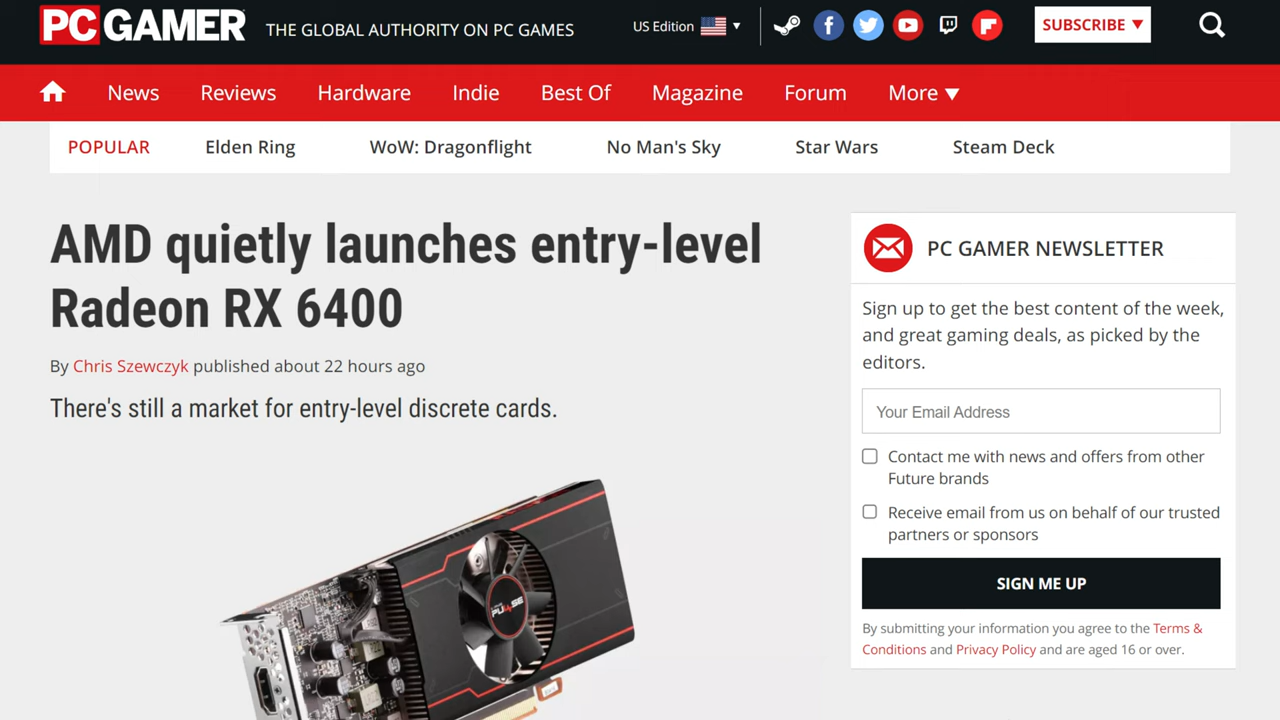 PC GAMER THE GLOBAL AUTHORITY ON PC GAMES US Edition SUBSCRIBE
News Reviews Hardware Indie Best Of Magazine Forum More
POPULAR Elden Ring WoW: Dragonflight No Man's Sky Star Wars Steam Deck
AMD quietly launches entry-level
Radeon RX 6400
By Chris Szewczyk published about 22 hours ago
There's still a market for entry-level discrete cards.
PULSE
PC GAMER NEWSLETTER
Sign up to get the best content of the week,
and great gaming deals, as picked by the
editors.
Your Email Address
Contact me with news and offers from other
Future brands
Receive email from us on behalf of our trusted
partners or sponsors
SIGN ME UP
By submitting your information you agree to the Terms &
Conditions and Privacy Policy and are aged 16 or over.